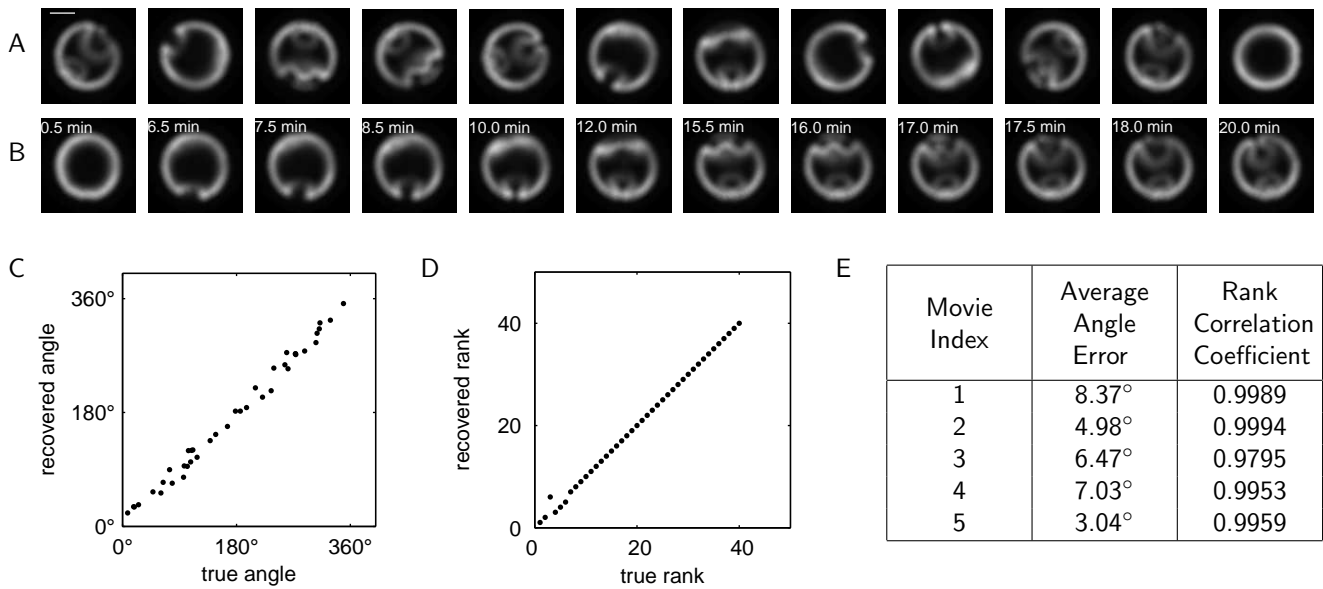 A
B
0.5 min 6.5 min 7.5 min 8.5 min 10.0 min 12.0 min 15.5 min 16.0 min 17.0 min 17.5 min 18.0 min 20.0 min
C
360°
180°
0°
0° 180° 360°
recovered angle
true angle
D
40
20
0
0 20 40
recovered rank
true rank
E
Movie Index Average Angle Error Rank Correlation Coefficient
1 8.37° 0.9989
2 4.98° 0.9994
3 6.47° 0.9795
4 7.03° 0.9953
5 3.04° 0.9959